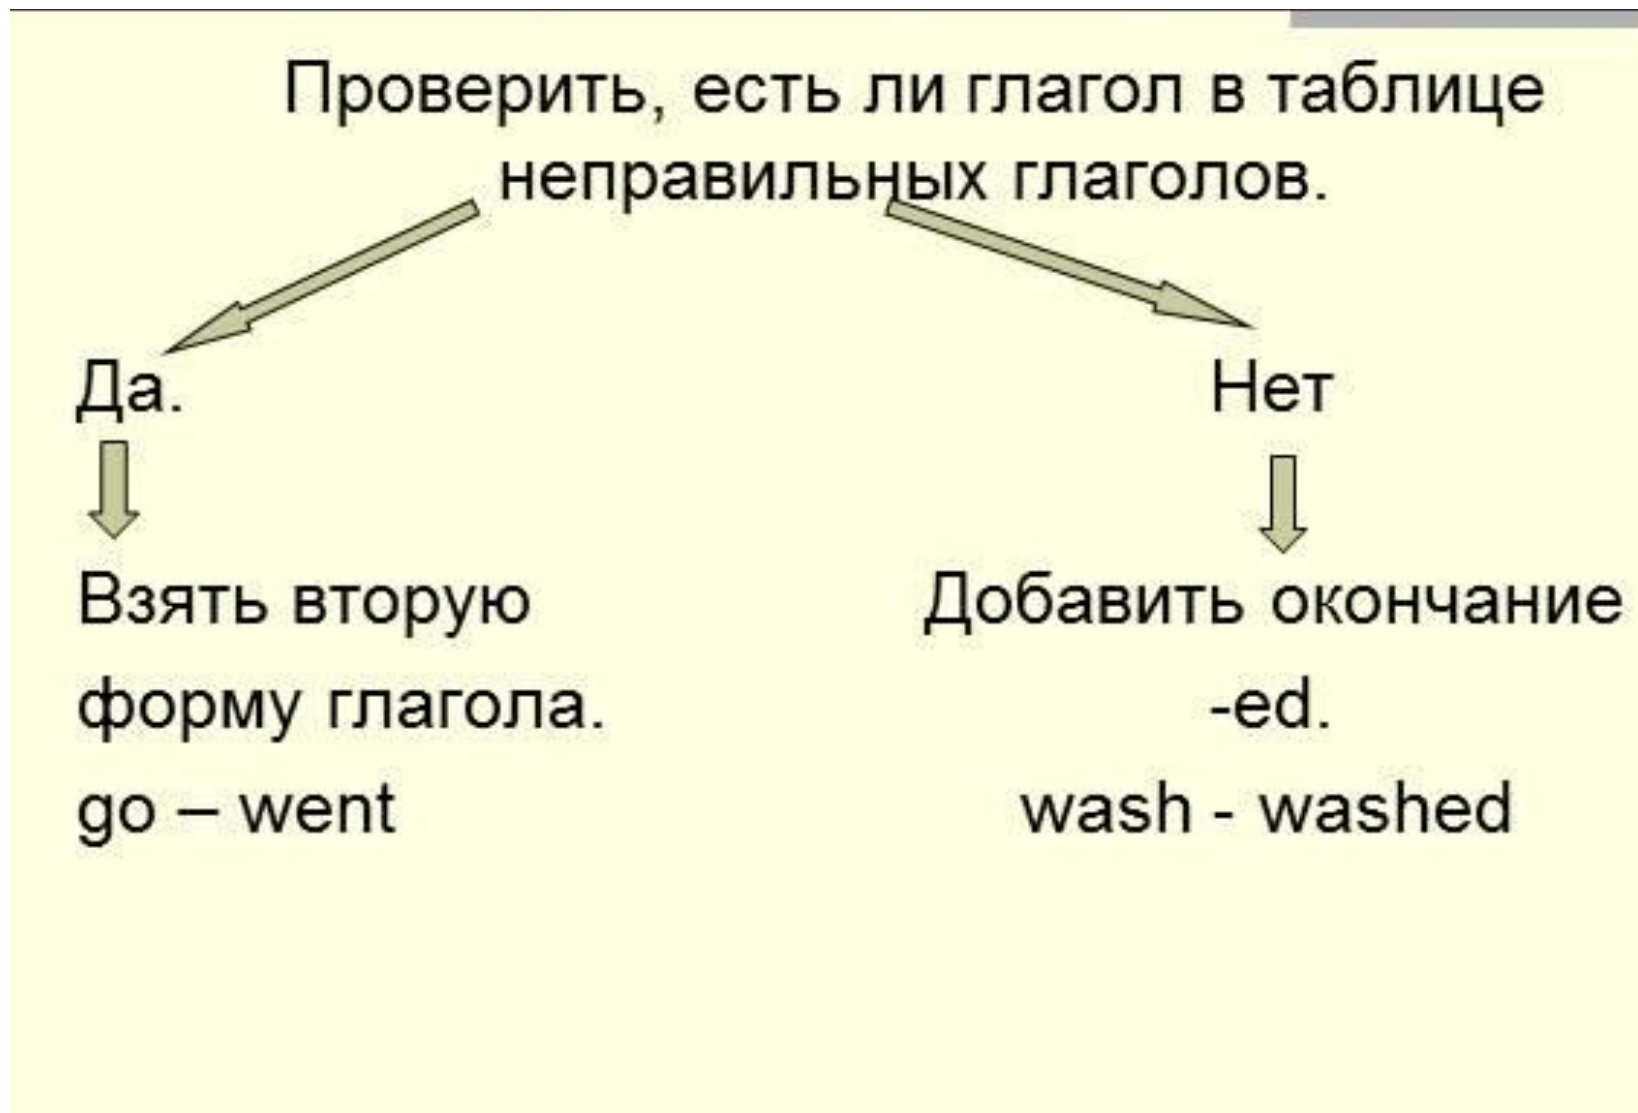 Проверить, есть ли глагол в таблице
неправильных глаголов.
Да.
Нет
Взять вторую
форму глагола.
go – went
Добавить окончание
-ed.
wash - washed